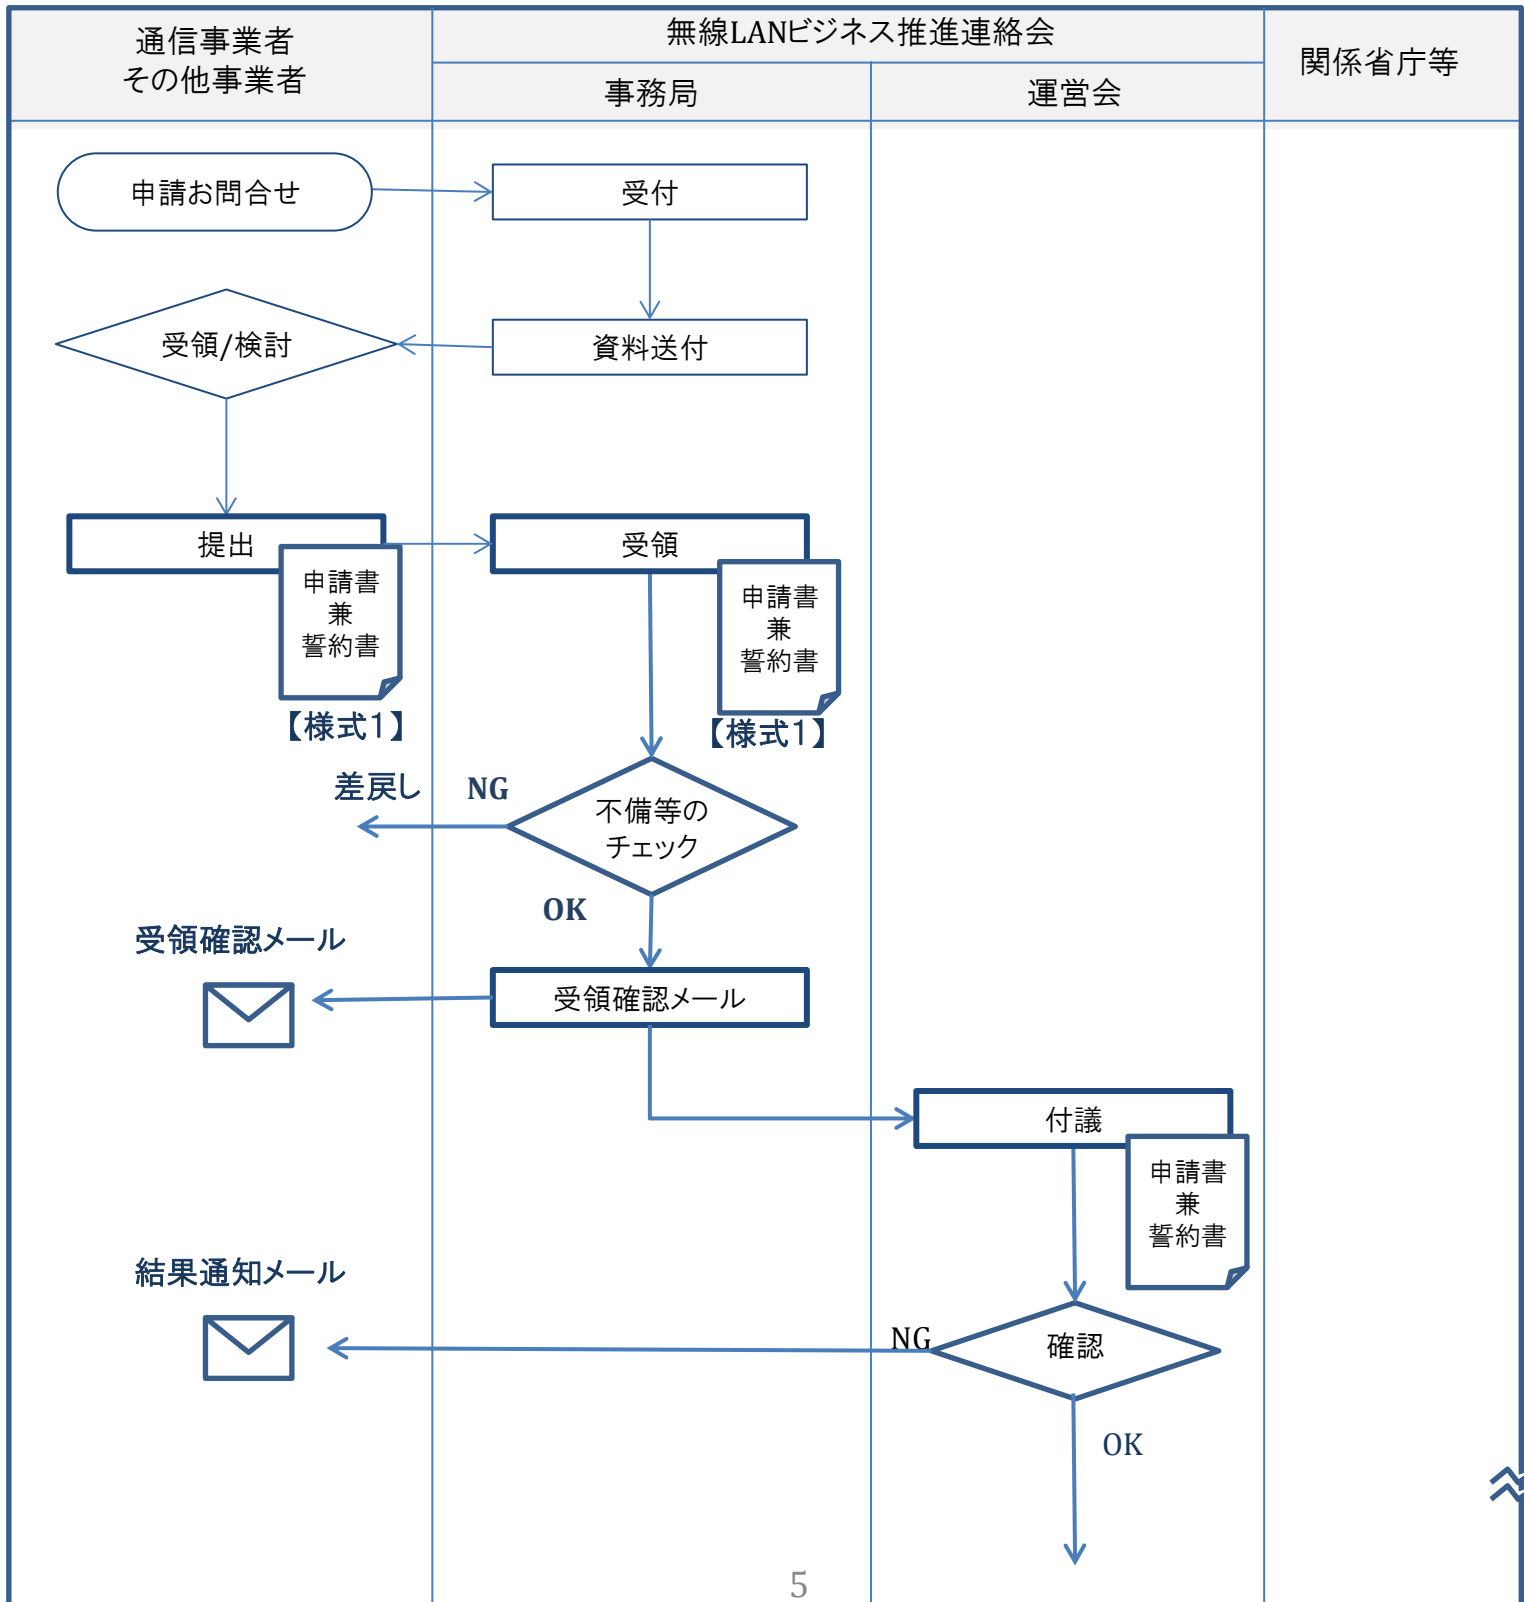 通信事業者
その他事業者
無線LANビジネス推進連絡会
関係省庁等
事務局
運営会
申請お問合せ
受付
受領/検討
資料送付
提出
受領
申請書
兼
誓約書
申請書
兼
誓約書
【様式1】
【様式1】
差戻し
NG
不備等の
チェック
OK
受領確認メール
受領確認メール
付議
申請書
兼
誓約書
結果通知メール
NG
確認
OK
5